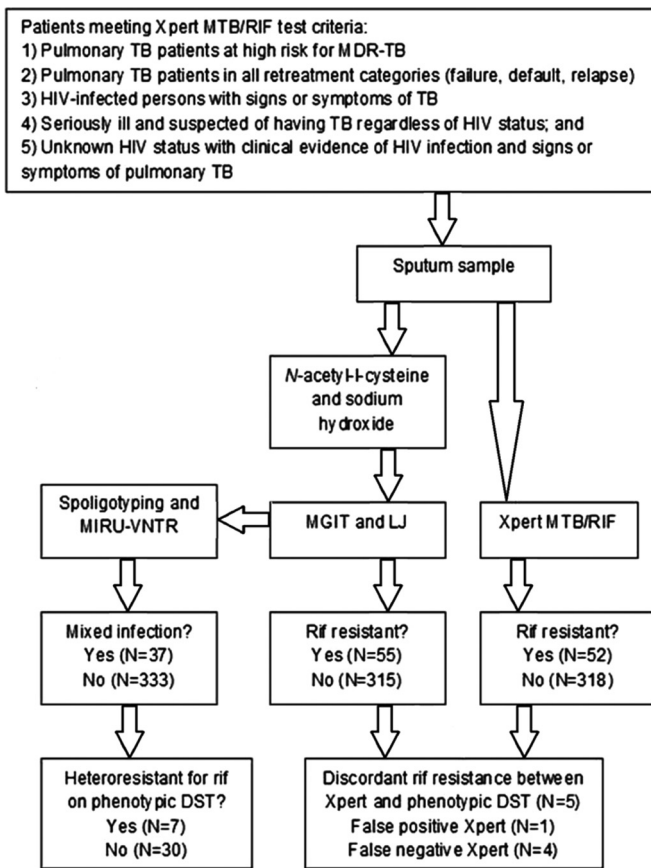 Patients meeting Xpert MTB/RIF test criteria:
1) Pulmonary TB patients at high risk for MDR-TB
2) Pulmonary TB patients in all retreatment categories (failure, default, relapse)
3) HIV-infected persons with signs or symptoms of TB
4) Seriously ill and suspected of having TB regardless of HIV status; and
5) Unknown HIV status with clinical evidence of HIV infection and signs or
symptoms of pulmonary TB
Sputum sample
N-acetyl-l-cysteine
and sodium
hydroxide
Spoligotyping and
MIRU-VNTR
MGIT and LJ
Xpert MTB/RIF
Mixed infection?
Yes (N=37)
No (N=333)
Rif resistant?
Yes (N=55)
No (N=315)
Rif resistant?
Yes (N=52)
No (N=318)
Heteroresistant for rif
on phenotypic DST?
Yes (N=7)
No (N=30)
Discordant rif resistance between
Xpert and phenotypic DST (N=5)
False positive Xpert (N=1)
False negative Xpert (N=4)